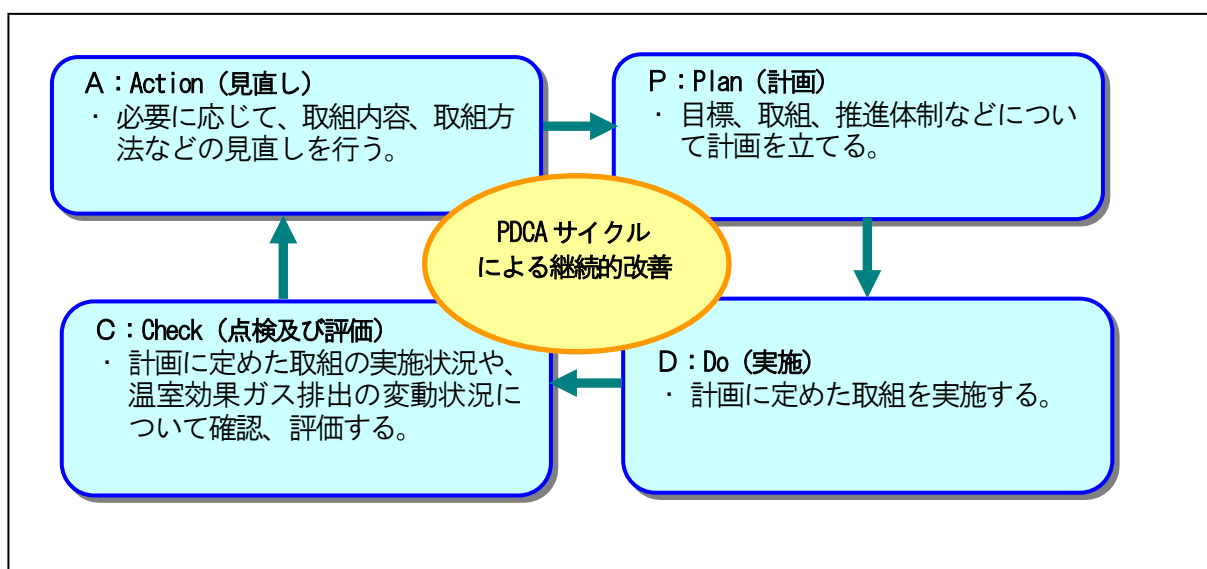 A：Action（見直し）
・ 必要に応じて、取組内容、取組方
法などの見直しを行う。
P：Plan（計画）
・ 目標、取組、推進体制などについ
て計画を立てる。
PDCA サイクル
による継続的改善
C：Check（点検及び評価）
・ 計画に定めた取組の実施状況や、
温室効果ガス排出の変動状況に
ついて確認、評価する。
D：Do（実施）
・ 計画に定めた取組を実施する。